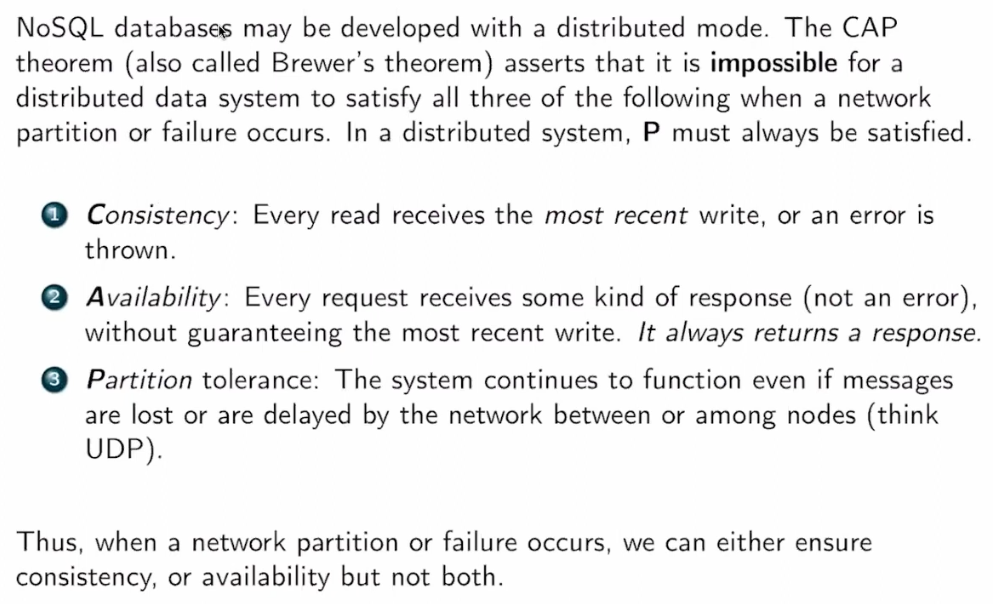 NoSQL databases may be developed with a distributed mode. The CAP
theorem (also called Brewer's theorem) asserts that it is impossible for a
distributed data system to satisfy all three of the following when a network
partition or failure occurs. In a distributed system, P must always be satisfied.
1 Consistency: Every read receives the most recent write, or an error is
thrown.
2 Availability: Every request receives some kind of response (not an error),
without guaranteeing the most recent write. It always returns a response.
3 Partition tolerance: The system continues to function even if messages
are lost or are delayed by the network between or among nodes (think
UDP).
Thus, when a network partition or failure occurs, we can either ensure
consistency, or availability but not both.